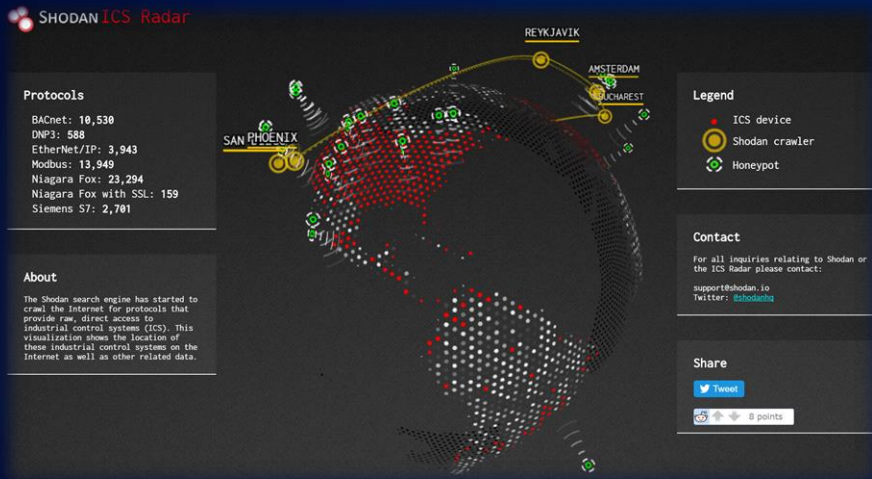 SHODAN ICS Radar
REYKJAVIK
AMSTERDAM
BUCHAREST
SAN
PHOENIX
Protocols
BACnet: 10,530
DNP3: 588
EtherNet/IP: 3,943
Modbus: 13,949
Niagara Fox: 23,294
Niagara Fox with SSL: 159
Siemens S7: 2,701
About
The Shodan search engine has started to
crawl the Internet for protocols that
provide raw, direct access to
industrial control systems (ICS). This
visualization shows the location of
these industrial control systems on the
Internet as well as other related data.
Legend
ICS device
Shodan crawler
Honeypot
Contact
For all inquiries relating to Shodan or
the ICS Radar please contact:
support@shodan.io
Twitter: @shodanhq
Share
Tweet
8 points